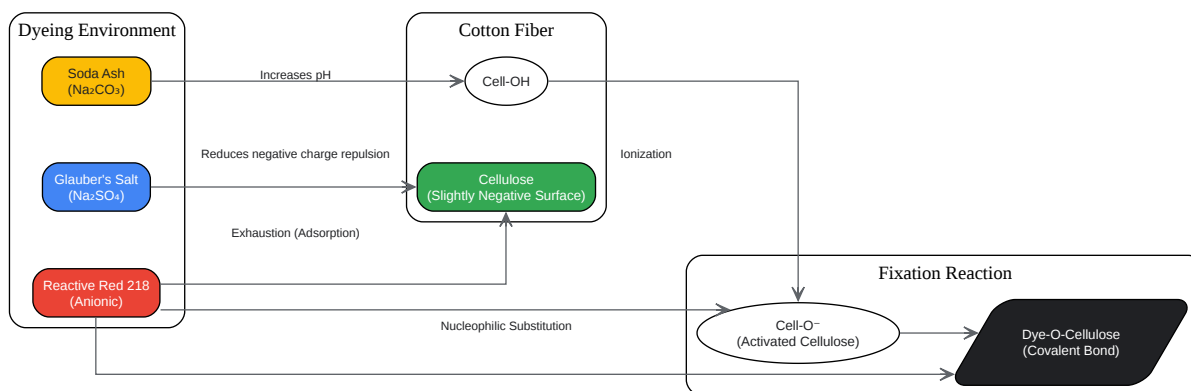 Dyeing Environment
Cotton Fiber
Soda Ash
(Na₂CO₃)
Increases pH
Cell-OH
Reduces negative charge repulsion
Ionization
Glauber's Salt
(Na₂SO₄)
Cellulose
(Slightly Negative Surface)
Exhaustion (Adsorption)
Reactive Red 218
(Anionic)
Fixation Reaction
Nucleophilic Substitution
Cell-O⁻
(Activated Cellulose)
Dye-O-Cellulose
(Covalent Bond)